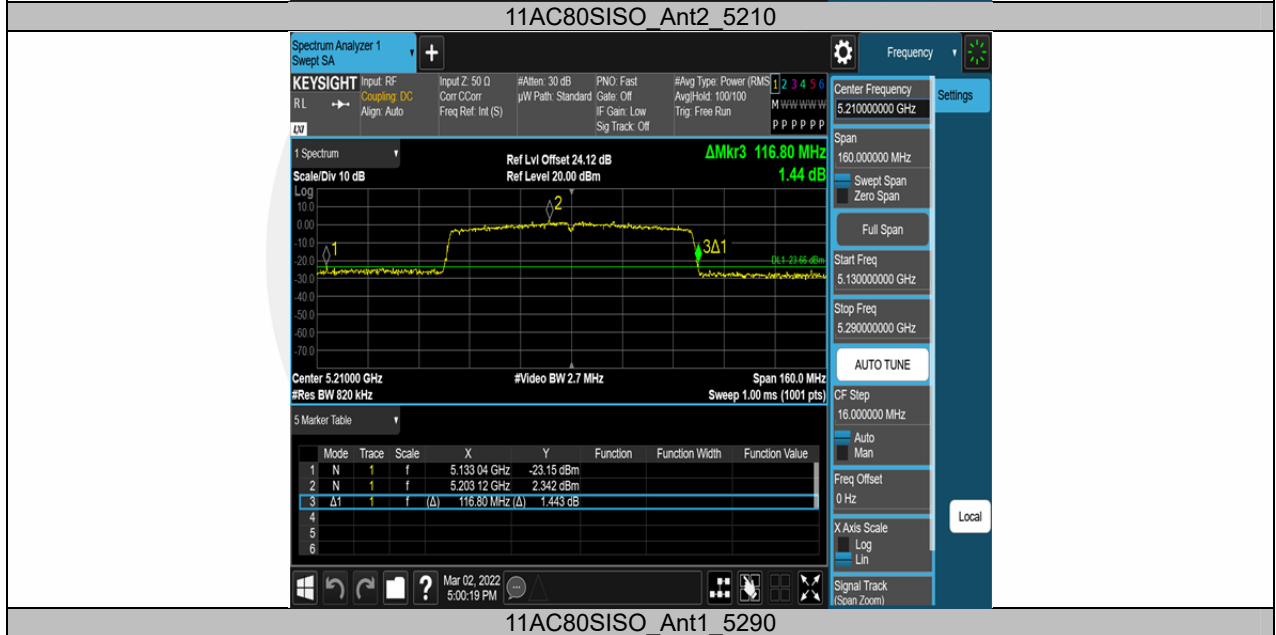 11AC80SISO_Ant2_5210
Spectrum Analyzer 1
Swept SA
+
Frequency
KEYSIGHT
RL
LXI
Input: RF
Coupling: DC
Align: Auto
Input Z: 50 Ω
Corr CCorr
Freq Ref: Int (S)
#Atten: 30 dB
µW Path: Standard
PNO: Fast
Gate: Off
IF Gain: Low
Sig Track: Off
#Avg Type: Power (RMS
Avg|Hold: 100/100
Trig: Free Run
1 2 3 4 5 6
M W W W W W
P P P P P P
1 Spectrum
Scale/Div 10 dB
Ref Lvl Offset 24.12 dB
Ref Level 20.00 dBm
ΔMkr3 116.80 MHz
1.44 dB
Log
10.0
0.00
-10.0
-20.0
-30.0
-40.0
-50.0
-60.0
-70.0
1
2
3Δ1
DL1 -23.66 dBm
Center 5.21000 GHz
#Video BW 2.7 MHz
Span 160.0 MHz
#Res BW 820 kHz
Sweep 1.00 ms (1001 pts)
5 Marker Table
Mode Trace Scale X Y Function Function Width Function Value
1 N 1 f 5.133 04 GHz -23.15 dBm
2 N 1 f 5.203 12 GHz 2.342 dBm
3 Δ1 1 f (Δ) 116.80 MHz (Δ) 1.443 dB
4
5
6
Mar 02, 2022
5:00:19 PM
?
Center Frequency
5.210000000 GHz
Settings
Span
160.000000 MHz
Swept Span
Zero Span
Full Span
Start Freq
5.130000000 GHz
Stop Freq
5.290000000 GHz
AUTO TUNE
CF Step
16.000000 MHz
Auto
Man
Freq Offset
0 Hz
X Axis Scale
Log
Lin
Local
Signal Track
(Span Zoom)
11AC80SISO_Ant1_5290